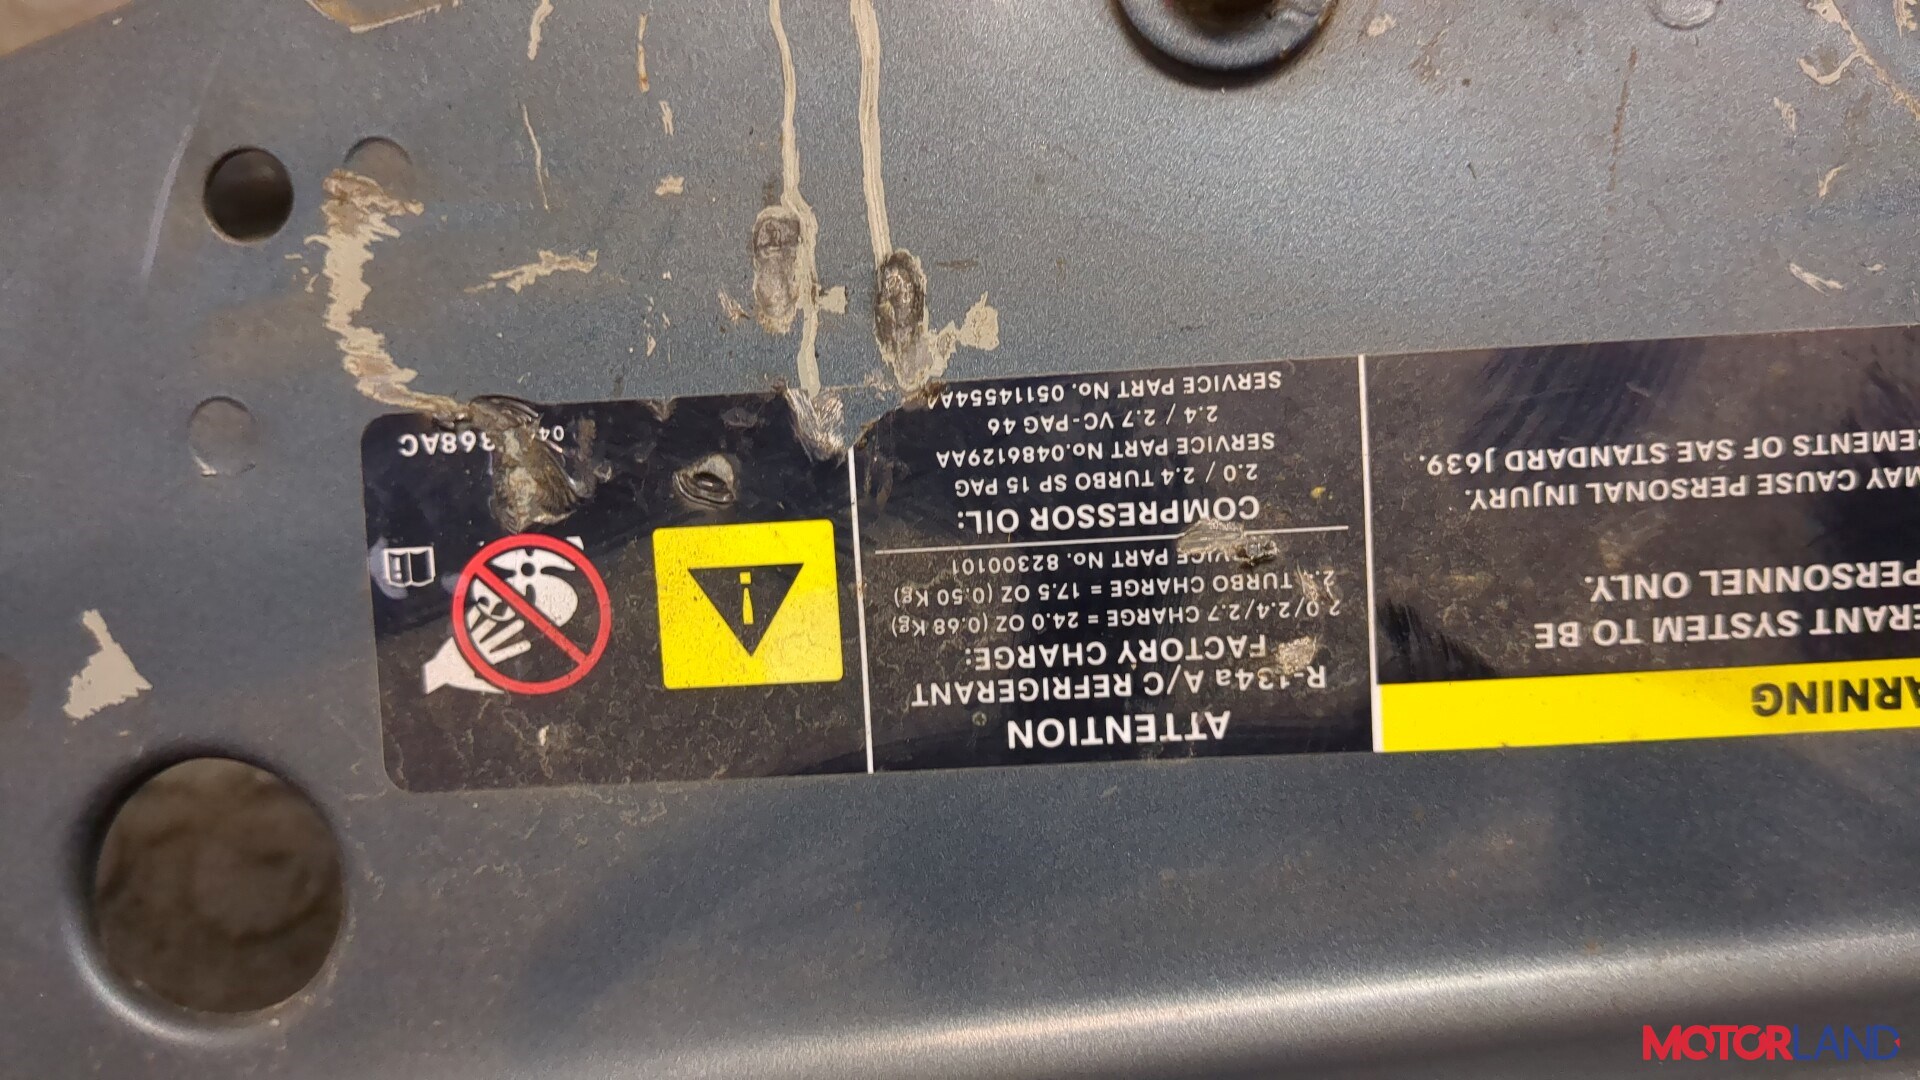 ATTENTION
R-134a A/C REFRIGERANT
FACTORY CHARGE:
2.0/2.4/2.7 CHARGE = 24.0 OZ (0.68 Kg)
TURBO CHARGE = 17.5 OZ (0.50 Kg)
PART No. 82300101
COMPRESSOR OIL:
2.0 / 2.4 TURBO SP 15 PAG
SERVICE PART No.0486129AA
2.4 / 2.7 VC-PAG 46
SERVICE PART No. 05114554AA
ARNING
ERANT SYSTEM TO BE
PERSONNEL ONLY.
MAY CAUSE PERSONAL INJURY.
EMENTS OF SAE STANDARD J639.
04 368AC
MOTORLAND